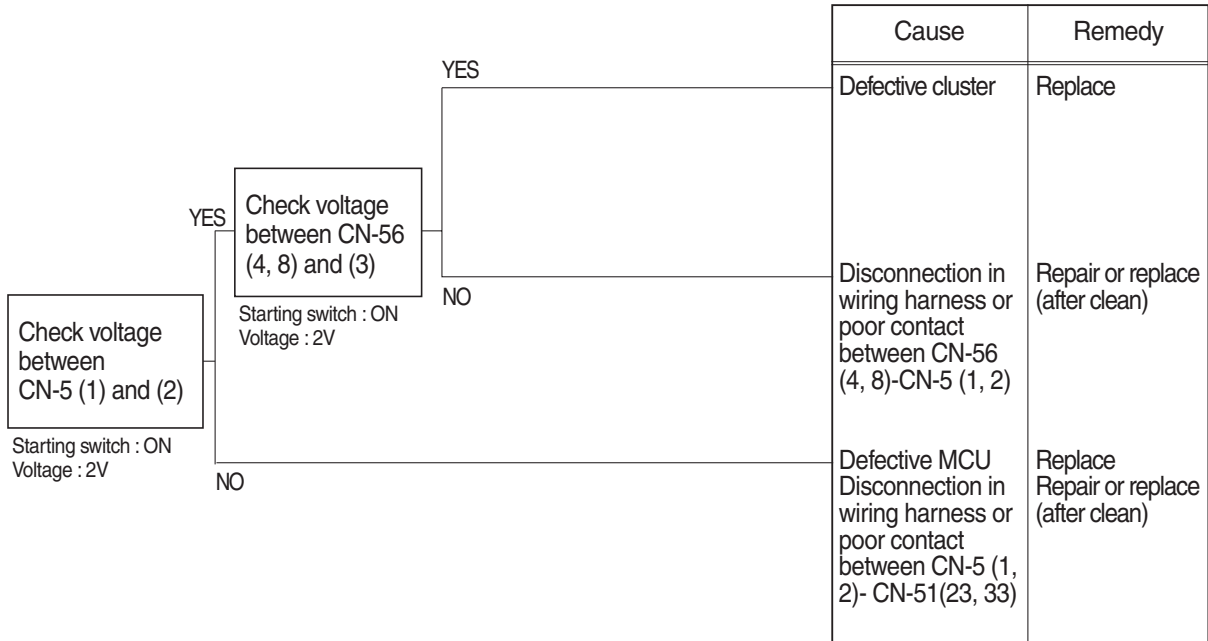 Cause
Remedy
YES
Defective cluster
Replace
YES
Check voltage
between CN-56
(4, 8) and (3)
Starting switch : ON
Voltage : 2V
NO
Disconnection in
wiring harness or
poor contact
between CN-56
(4, 8)-CN-5 (1, 2)
Repair or replace
(after clean)
Check voltage
between
CN-5 (1) and (2)
Starting switch : ON
Voltage : 2V
NO
Defective MCU
Disconnection in
wiring harness or
poor contact
between CN-5 (1,
2)- CN-51(23, 33)
Replace
Repair or replace
(after clean)